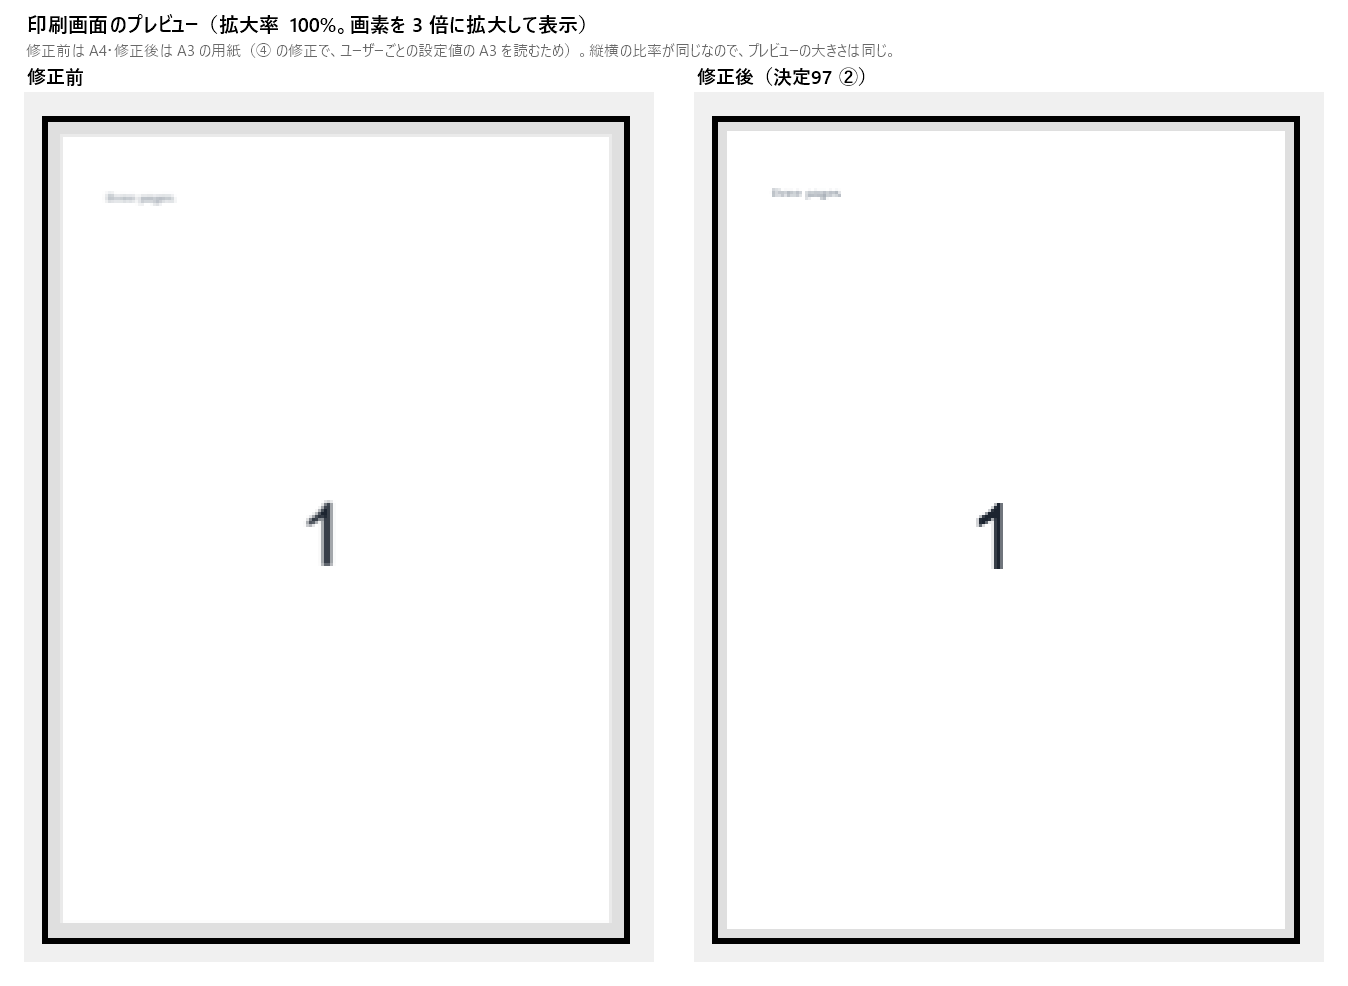 印刷画面のプレビュー（拡大率 100%。画素を 3 倍に拡大して表示）
修正前は A4・修正後は A3 の用紙（④ の修正で、ユーザーごとの設定値の A3 を読むため）。縦横の比率が同じなので、プレビューの大きさは同じ。
修正前
修正後（決定97 ②）
pages
pages
1
1